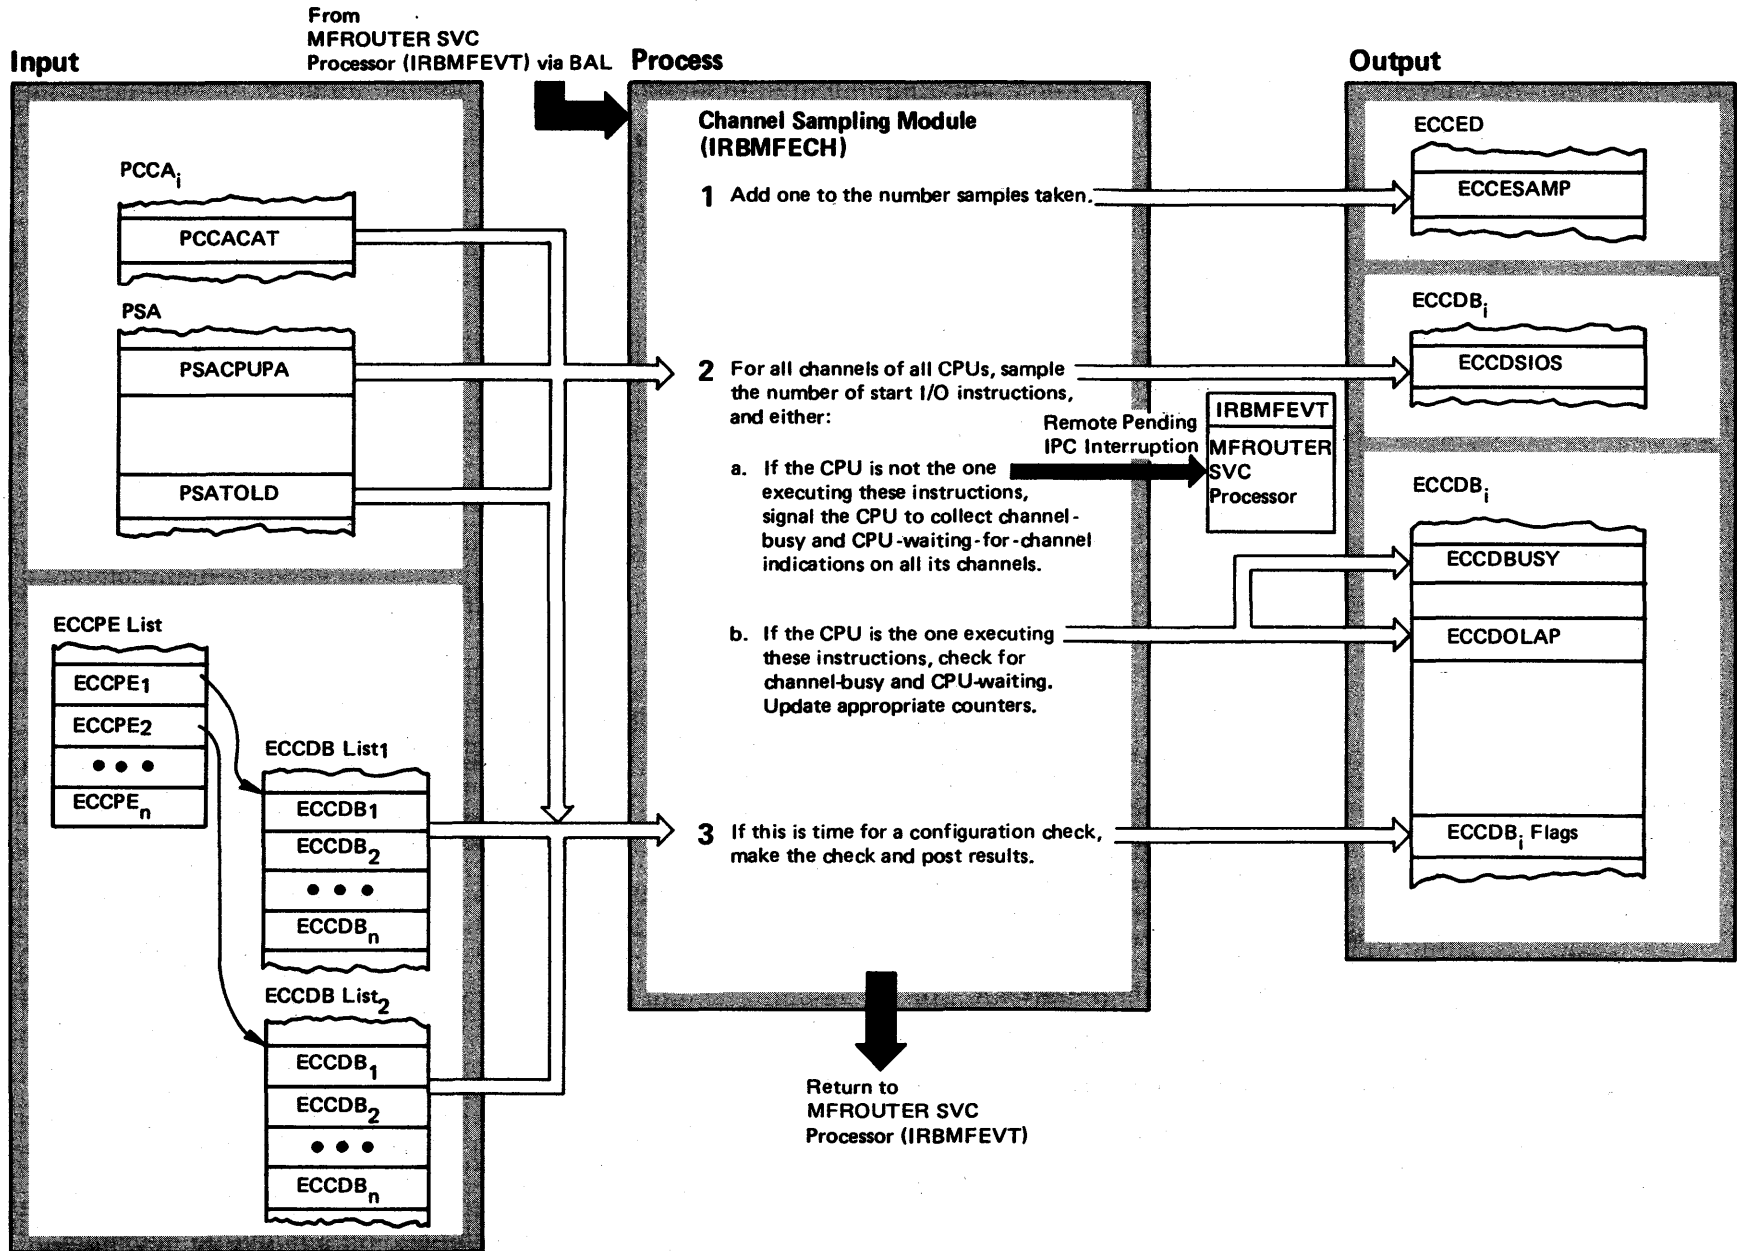 From
MFROUTER SVC
Processor (IRBMFEVT) via BAL
Input
PCCAi
PCCACAT
PSA
PSACPUPA
PSATOLD
ECCPE List
ECCPE1
ECCPE2
• • •
ECCPEn
ECCDB List1
ECCDB1
ECCDB2
• • •
ECCDBn
ECCDB List2
ECCDB1
ECCDB2
• • •
ECCDBn
Process
Channel Sampling Module
(IRBMFECH)
1 Add one to the number samples taken.
2 For all channels of all CPUs, sample
the number of start I/O instructions,
and either:
a. If the CPU is not the one
executing these instructions,
signal the CPU to collect channel-
busy and CPU-waiting-for-channel
indications on all its channels.
b. If the CPU is the one executing
these instructions, check for
channel-busy and CPU-waiting.
Update appropriate counters.
3 If this is time for a configuration check,
make the check and post results.
Remote Pending
IPC Interruption
IRBMFEVT
MFROUTER
SVC
Processor
Return to
MFROUTER SVC
Processor (IRBMFEVT)
Output
ECCED
ECCESAMP
ECCDBi
ECCDSIOS
ECCDBi
ECCDBUSY
ECCDOLAP
ECCDBi Flags